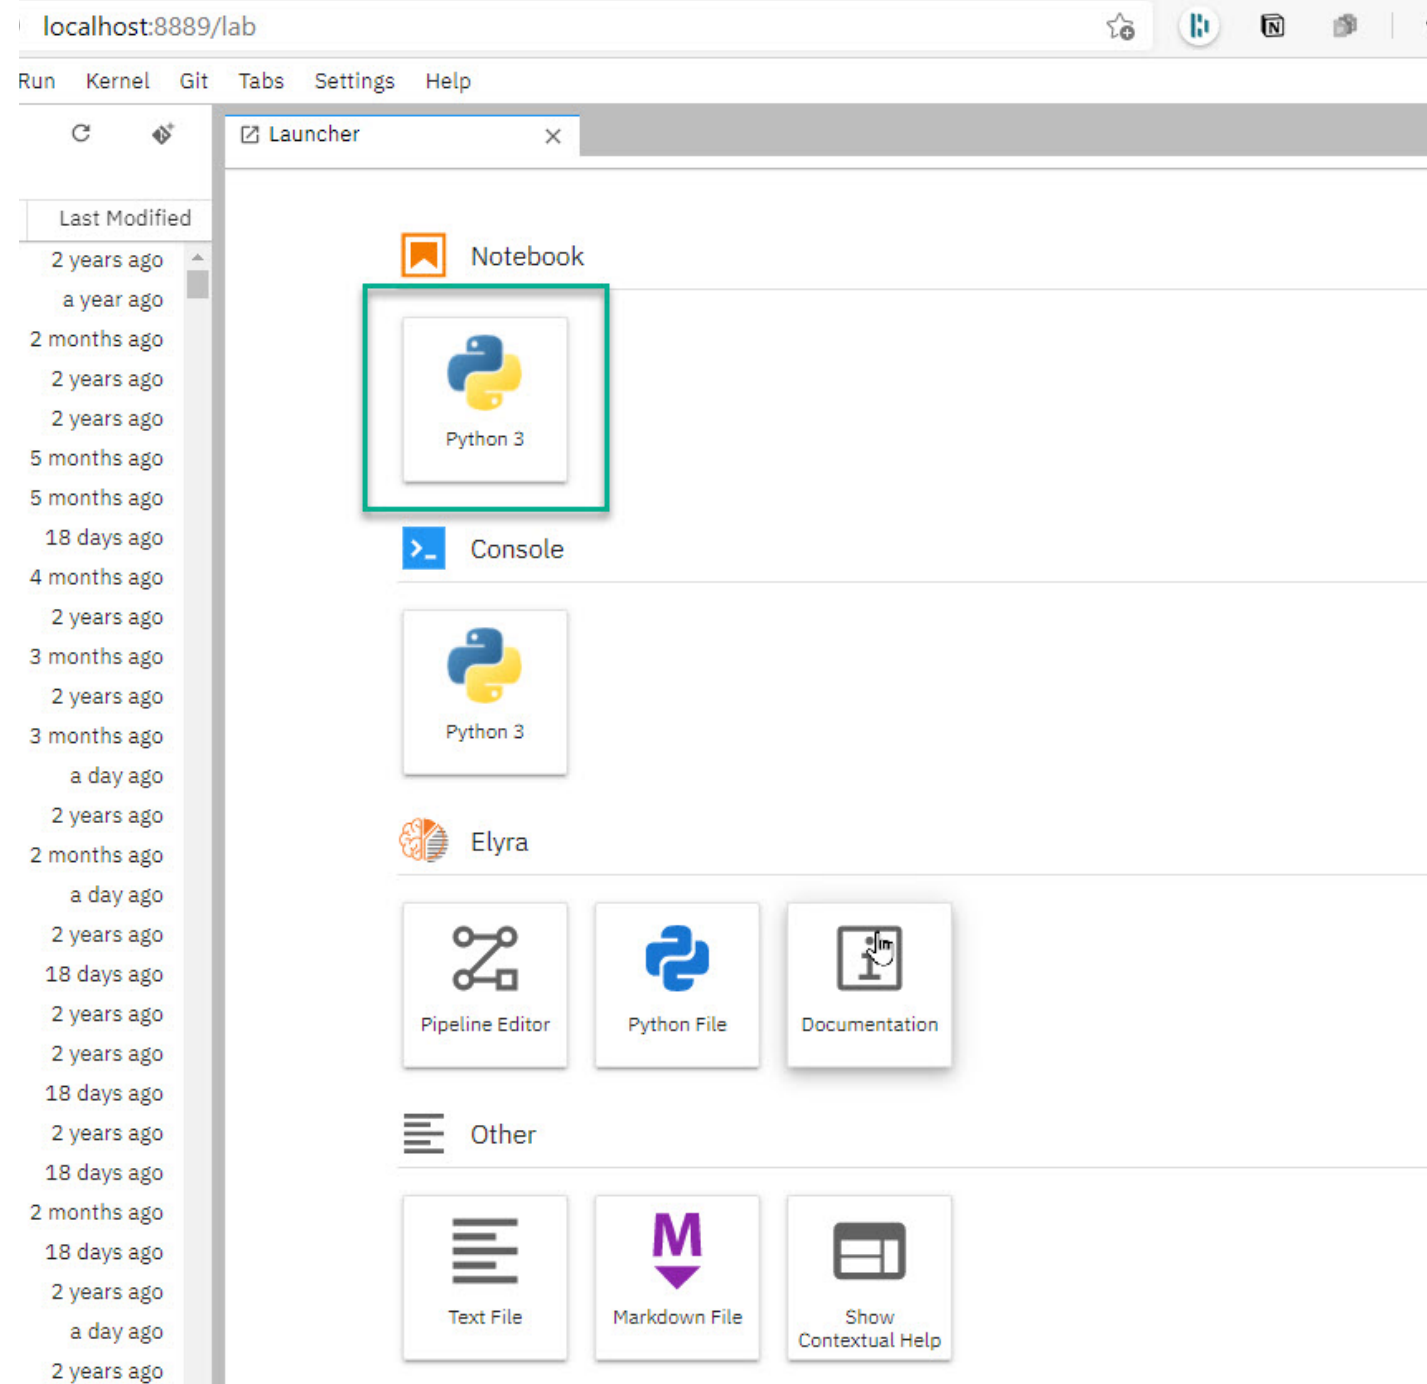 localhost:8889/lab
Run Kernel Git Tabs Settings Help
Launcher
Last Modified
2 years ago
a year ago
2 months ago
2 years ago
2 years ago
5 months ago
5 months ago
18 days ago
4 months ago
2 years ago
3 months ago
2 years ago
3 months ago
a day ago
2 years ago
2 months ago
a day ago
2 years ago
18 days ago
2 years ago
2 years ago
18 days ago
2 years ago
18 days ago
2 months ago
18 days ago
2 years ago
a day ago
2 years ago
Notebook
Python 3
Console
Python 3
Elyra
Pipeline Editor
Python File
Documentation
Other
Text File
Markdown File
Show
Contextual Help